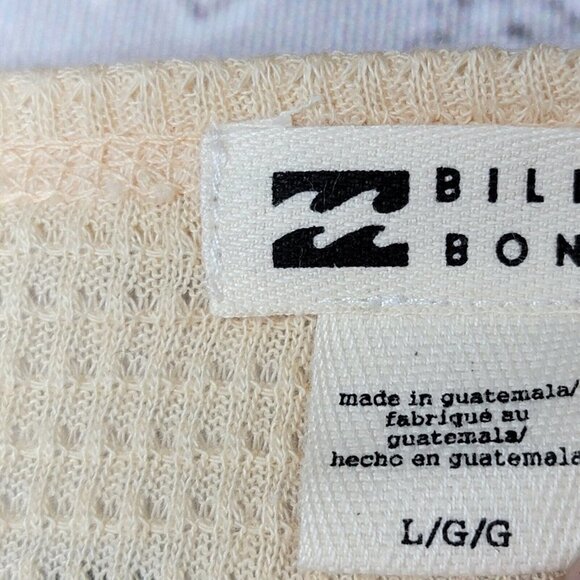 BILL
BON
made in guatemala/
fabriqué au
guatemala/
hecho en guatemala
L/G/G